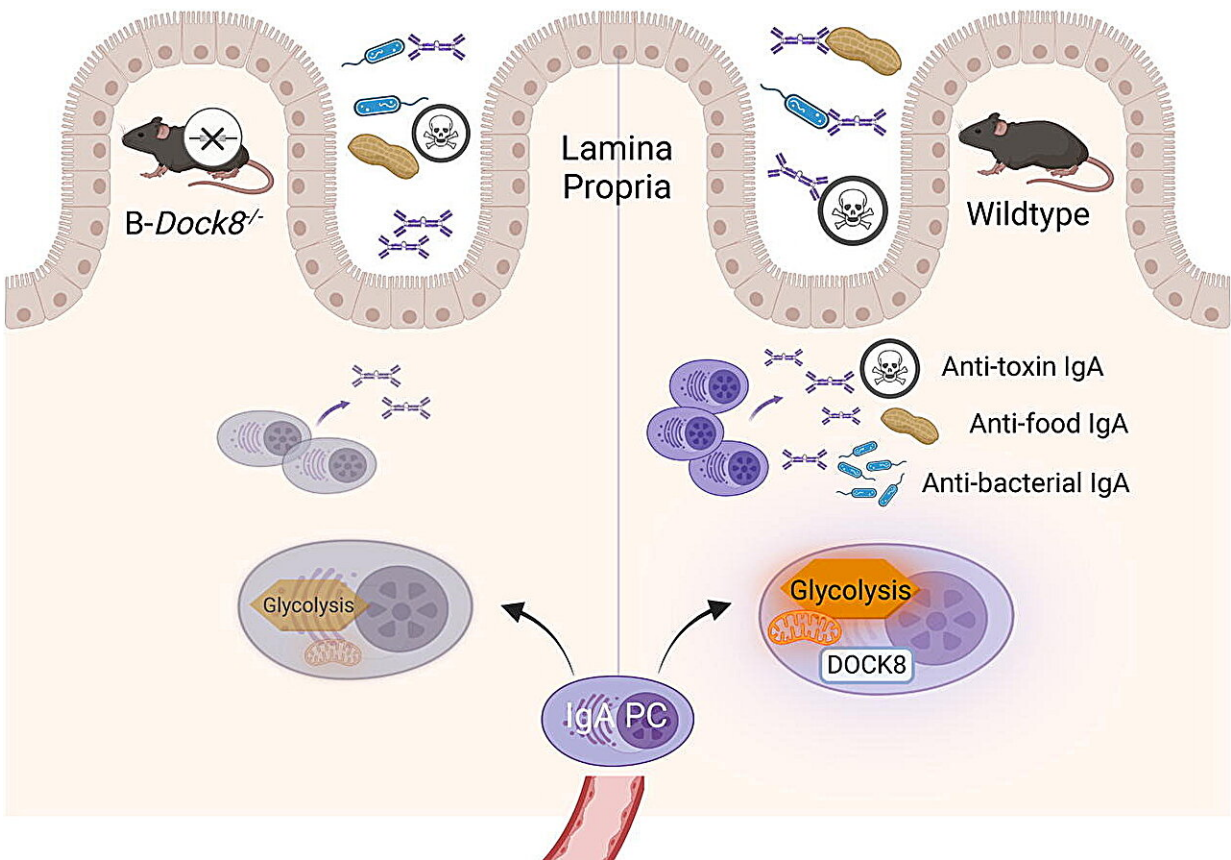 B-Dock8-/-
Lamina
Propria
Wildtype
Anti-toxin IgA
Anti-food IgA
Anti-bacterial IgA
Glycolysis
Glycolysis
DOCK8
IgA PC